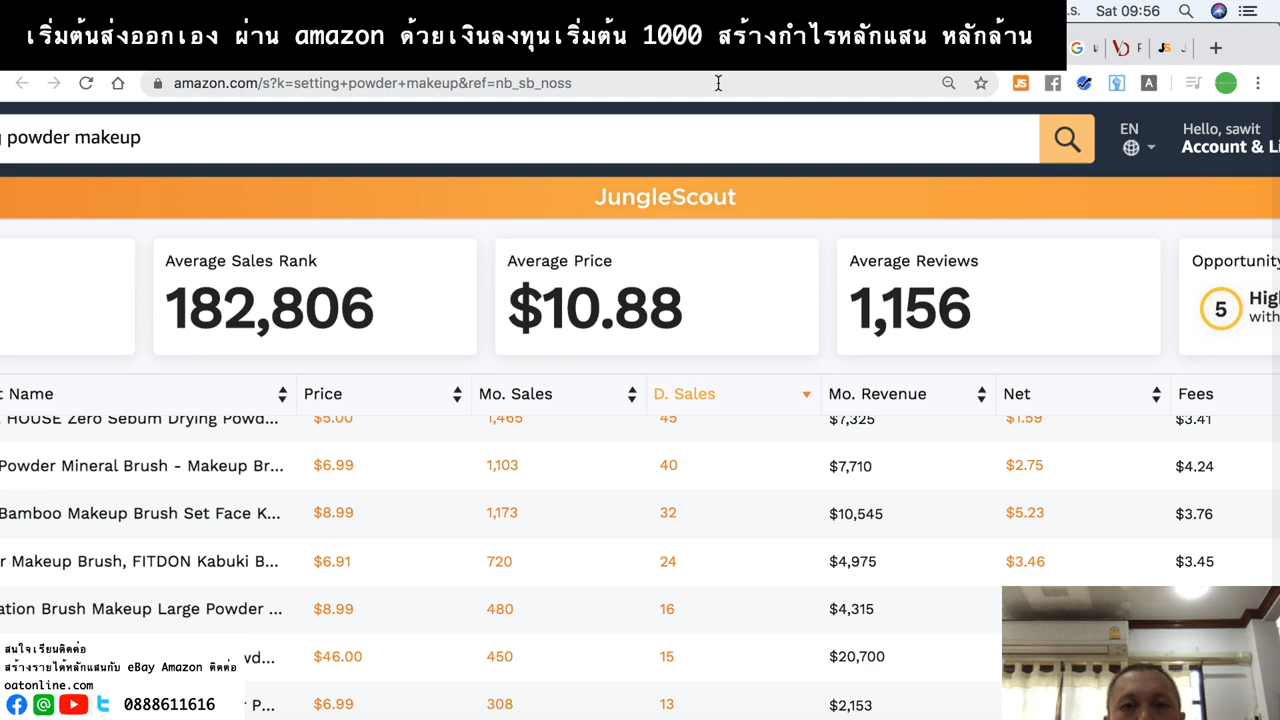 เริ่มต้นส่งออกเอง ผ่าน amazon ด้วยเงินลงทุนเริ่มต้น 1000 สร้างกำไรหลักแสน หลักล้าน
ร. Sat 09:56
amazon.com/s?k=setting+powder+makeup&ref=nb_sb_noss
powder makeup
EN
Hello, sawit
Account &
JungleScout
Average Sales Rank
182,806
Average Price
$10.88
Average Reviews
1,156
Opportunity
5
with
Name Price Mo. Sales D. Sales Mo. Revenue Net Fees
HOUSE Zero Sebum Drying Powd... $5.00 1,465 45 $7,325 $1.59 $3.41
Powder Mineral Brush - Makeup Br... $6.99 1,103 40 $7,710 $2.75 $4.24
Bamboo Makeup Brush Set Face K... $8.99 1,173 32 $10,545 $5.23 $3.76
r Makeup Brush, FITDON Kabuki B... $6.91 720 24 $4,975 $3.46 $3.45
ation Brush Makeup Large Powder ... $8.99 480 16 $4,315
wd... $46.00 450 15 $20,700
P... $6.99 308 13 $2,153
สนใจเรียนติดต่อ
สร้างรายได้หลักแสนกับ eBay Amazon ติดต่อ
oatonline.com
0888611616